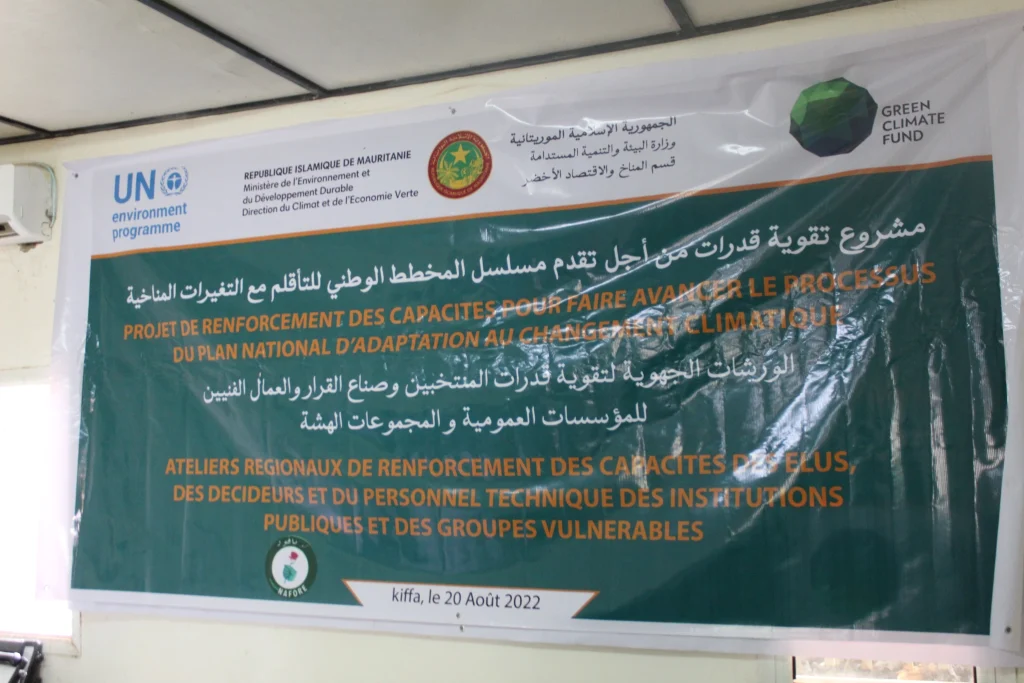 UN
environment
programme
REPUBLIQUE ISLAMIQUE DE MAURITANIE
Ministère de l'Environnement et
du Développement Durable
Direction du Climat et de l'Economie Verte
الجمهورية الإسلامية الموريتانية
وزارة البيئة والتنمية المستدامة
قسم المناخ والاقتصاد الأخضر
GREEN
CLIMATE
FUND
مشروع تقوية قدرات من أجل تقدم مسلسل المخطط الوطني للتأقلم مع التغيرات المناخية
PROJET DE RENFORCEMENT DES CAPACITES POUR FAIRE AVANCER LE PROCESSUS
DU PLAN NATIONAL D'ADAPTATION AU CHANGEMENT CLIMATIQUE
الورشات الجهوية لتقوية قدرات المنتخبين وصناع القرار والعمال الفنيين
للمؤسسات العمومية و المجموعات الهشة
ATELIERS REGIONAUX DE RENFORCEMENT DES CAPACITES DES ELUS,
DES DECIDEURS ET DU PERSONNEL TECHNIQUE DES INSTITUTIONS
PUBLIQUES ET DES GROUPES VULNERABLES
NAFORE
kiffa, le 20 Août 2022